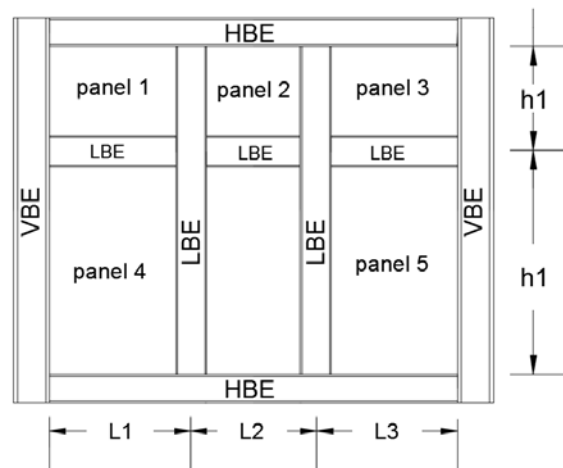 HBE
panel 1
panel 2
panel 3
h1
LBE
LBE
LBE
VBE
LBE
LBE
VBE
panel 4
panel 5
h1
HBE
L1
L2
L3